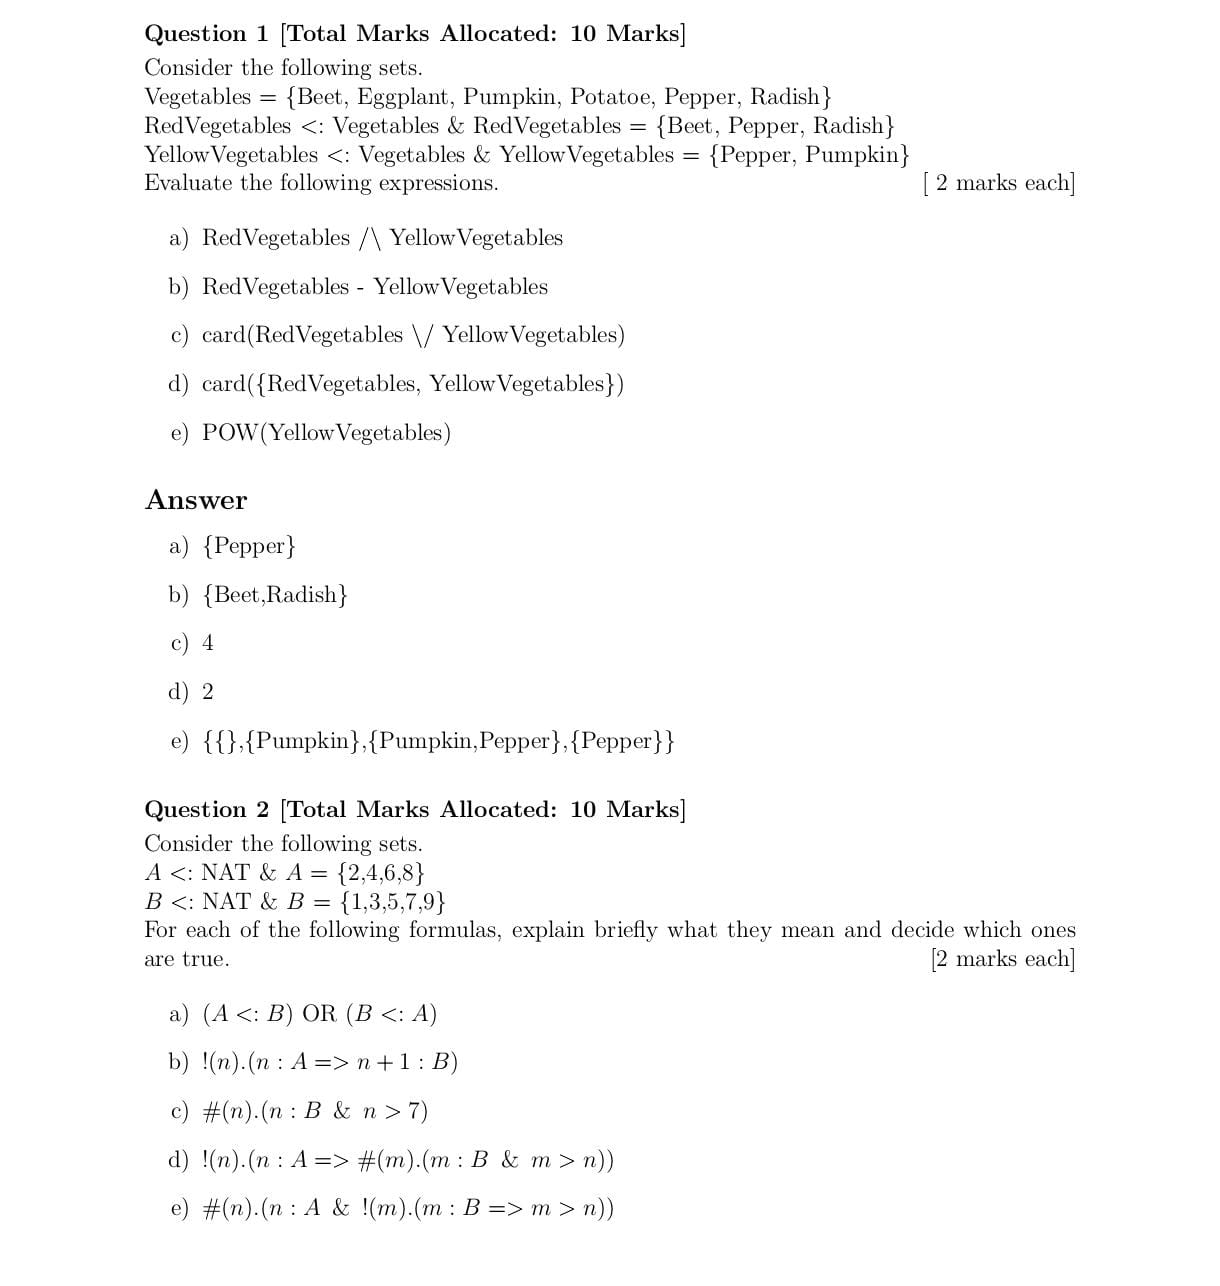 Question 1 [Total Marks Allocated: 10 Marks]
Consider the following sets.
Vegetables = {Beet, Eggplant, Pumpkin, Potatoe, Pepper, Radish}
RedVegetables <: Vegetables & RedVegetables = {Beet, Pepper, Radish}
YellowVegetables <: Vegetables & YellowVegetables = {Pepper, Pumpkin}
Evaluate the following expressions. [ 2 marks each]
a) RedVegetables /\ YellowVegetables
b) RedVegetables - YellowVegetables
c) card(RedVegetables \/ YellowVegetables)
d) card({RedVegetables, YellowVegetables})
e) POW(YellowVegetables)
Answer
a) {Pepper}
b) {Beet,Radish}
c) 4
d) 2
e) {{},{Pumpkin},{Pumpkin,Pepper},{Pepper}}
Question 2 [Total Marks Allocated: 10 Marks]
Consider the following sets.
A <: NAT & A = {2,4,6,8}
B <: NAT & B = {1,3,5,7,9}
For each of the following formulas, explain briefly what they mean and decide which ones
are true. [2 marks each]
a) (A <: B) OR (B <: A)
b) !(n).(n : A => n + 1 : B)
c) #(n).(n : B & n > 7)
d) !(n).(n : A => #(m).(m : B & m > n))
e) #(n).(n : A & !(m).(m : B => m > n))